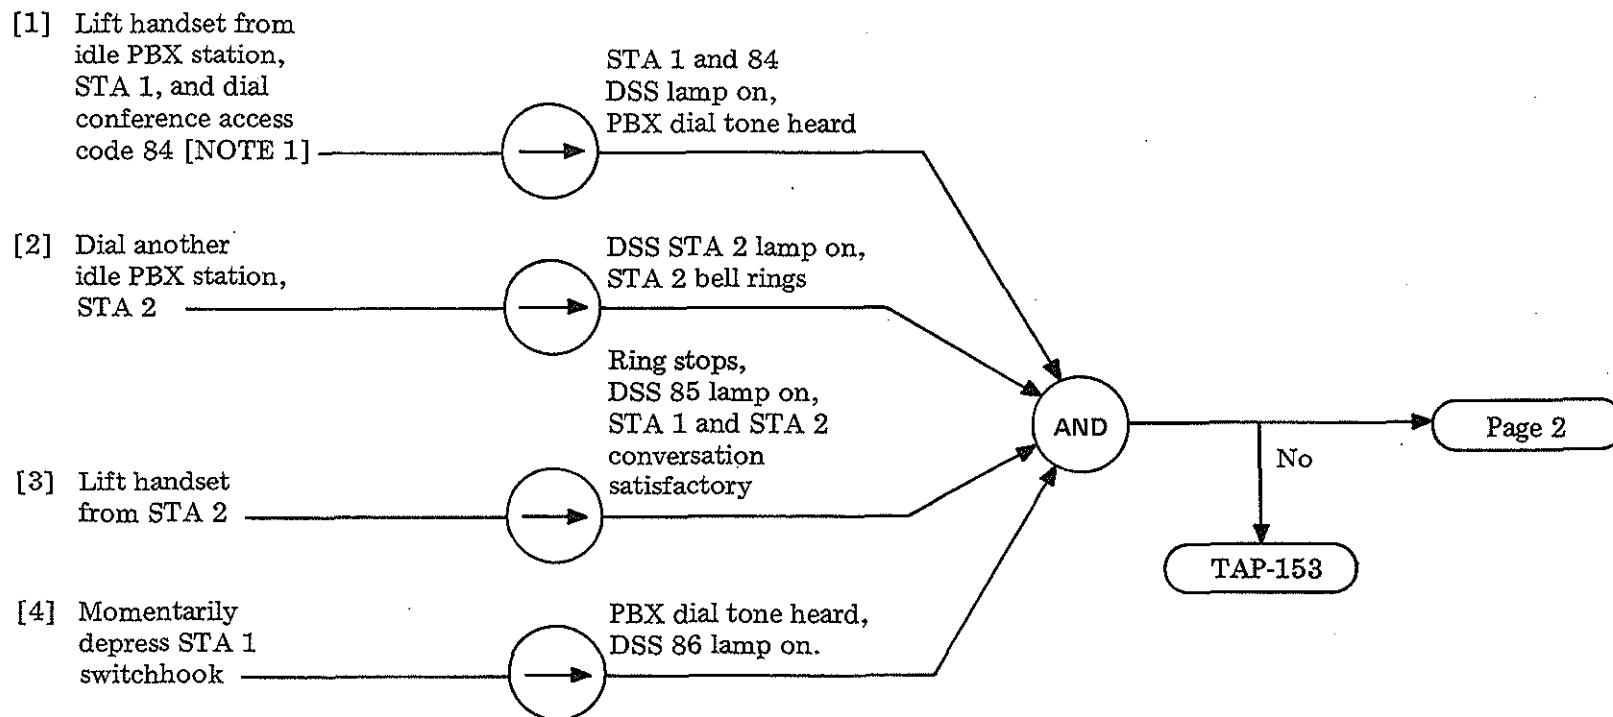 [1] Lift handset from
idle PBX station,
STA 1, and dial
conference access
code 84 [NOTE 1]
STA 1 and 84
DSS lamp on,
PBX dial tone heard
[2] Dial another
idle PBX station,
STA 2
DSS STA 2 lamp on,
STA 2 bell rings
[3] Lift handset
from STA 2
Ring stops,
DSS 85 lamp on,
STA 1 and STA 2
conversation
satisfactory
[4] Momentarily
depress STA 1
switchhook
PBX dial tone heard,
DSS 86 lamp on.
AND
No
Page 2
TAP-153